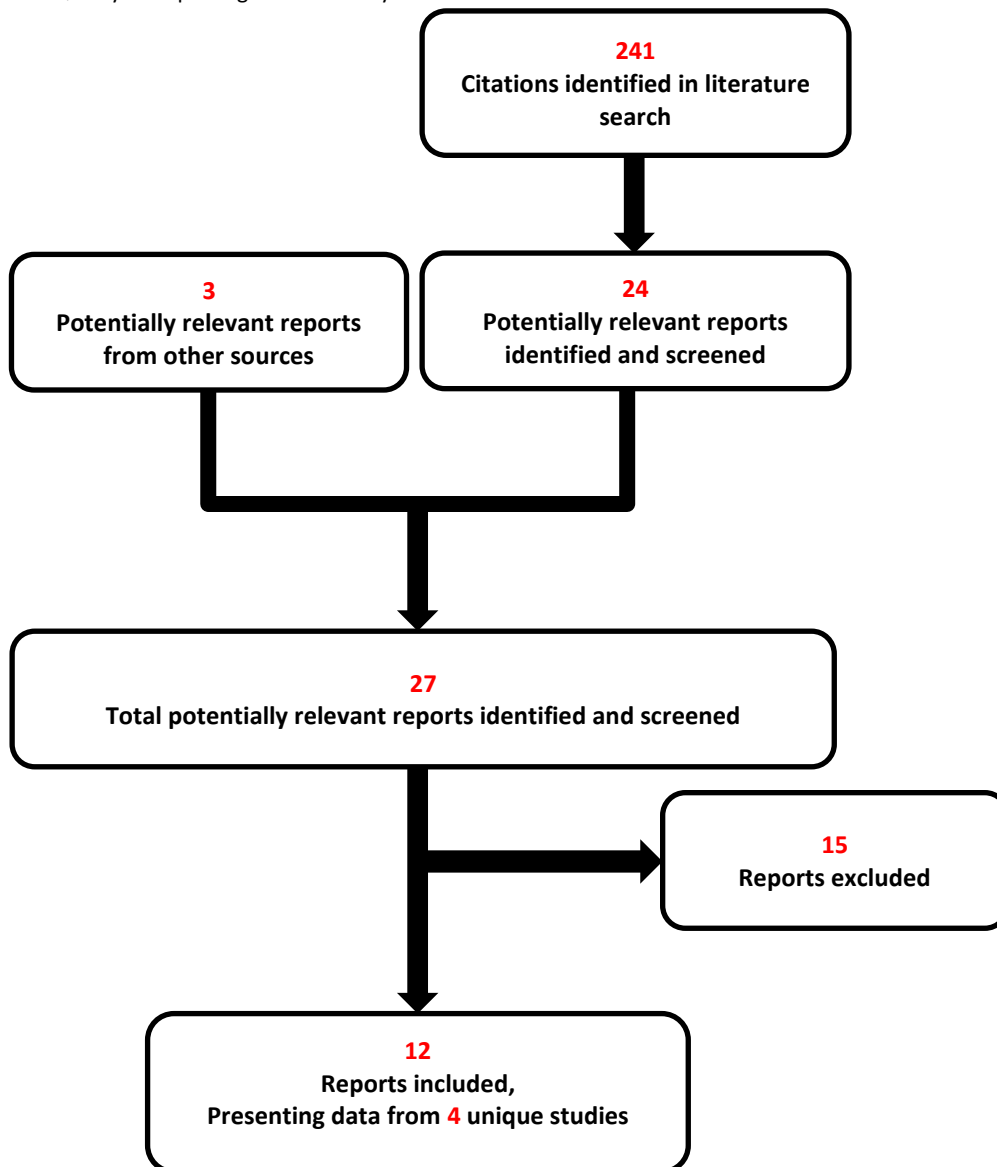 241
Citations identified in literature
search
3
Potentially relevant reports
from other sources
24
Potentially relevant reports
identified and screened
27
Total potentially relevant reports identified and screened
15
Reports excluded
12
Reports included,
Presenting data from 4 unique studies